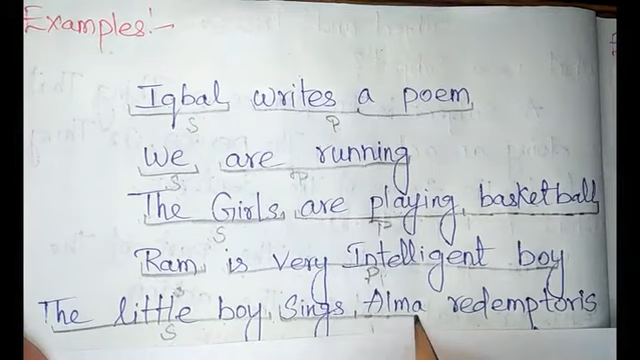 Examples:-
Iqbal writes a poem
S P
We are running
S P
The Girls are playing basketball
S P
Ram is very Intelligent boy
S P
The little boy Sings Alma redemptoris
S